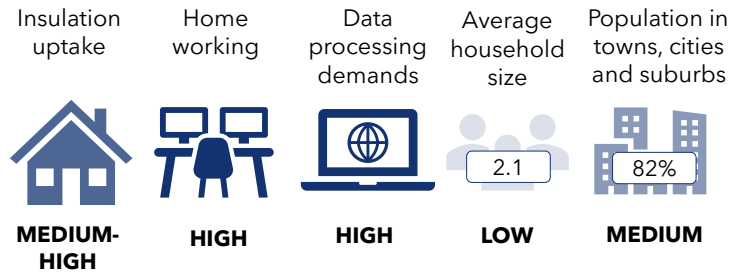 Insulation
uptake
Home
working
Data
processing
demands
Average
household
size
Population in
towns, cities
and suburbs
2.1
82%
MEDIUM-
HIGH
HIGH
HIGH
LOW
MEDIUM